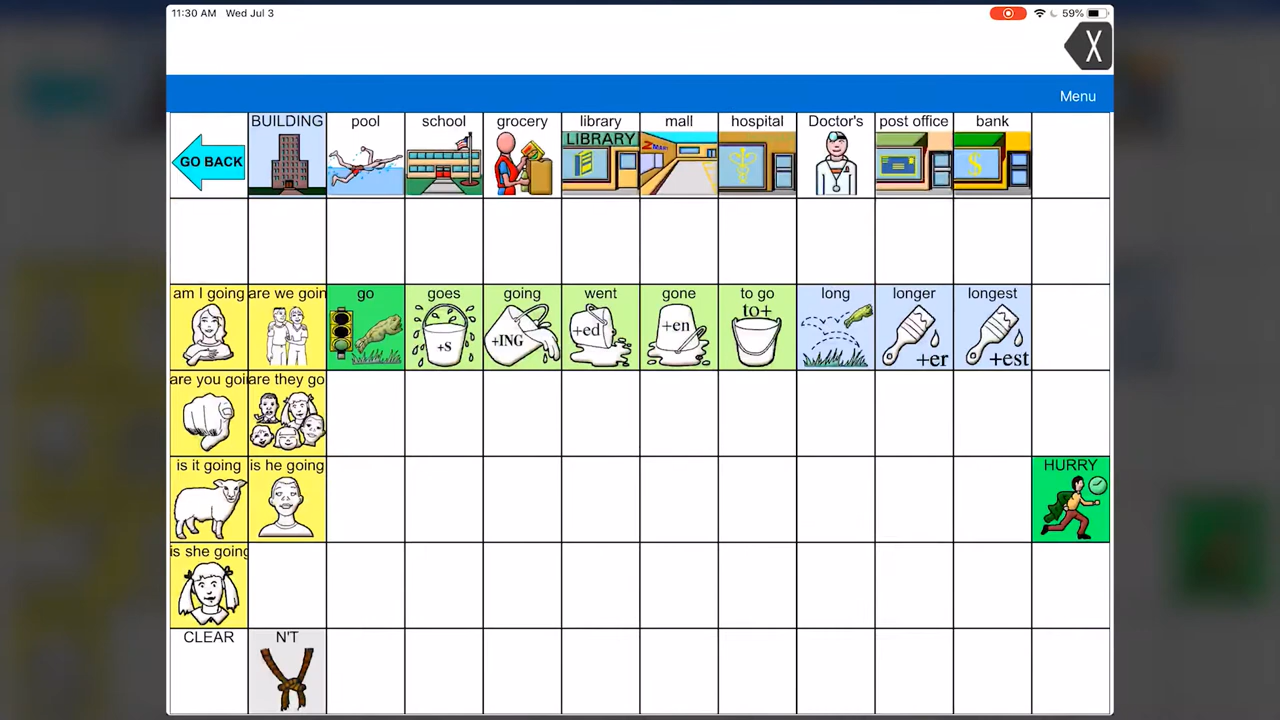 11:30 AM Wed Jul 3 59%
X
Menu
BUILDING pool school grocery library mall hospital Doctor's post office bank
GO BACK LIBRARY
am I going are we goin go goes going went gone to go long longer longest
+S +ING +ed +en to+ +er +est
are you goi are they go
is it going is he going HURRY
is she going
CLEAR N'T